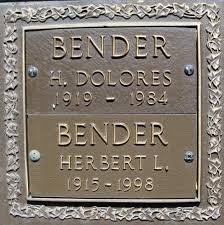 BENDER
H. DOLORES
1919 - 1984
BENDER
HERBERT L.
1915-1998